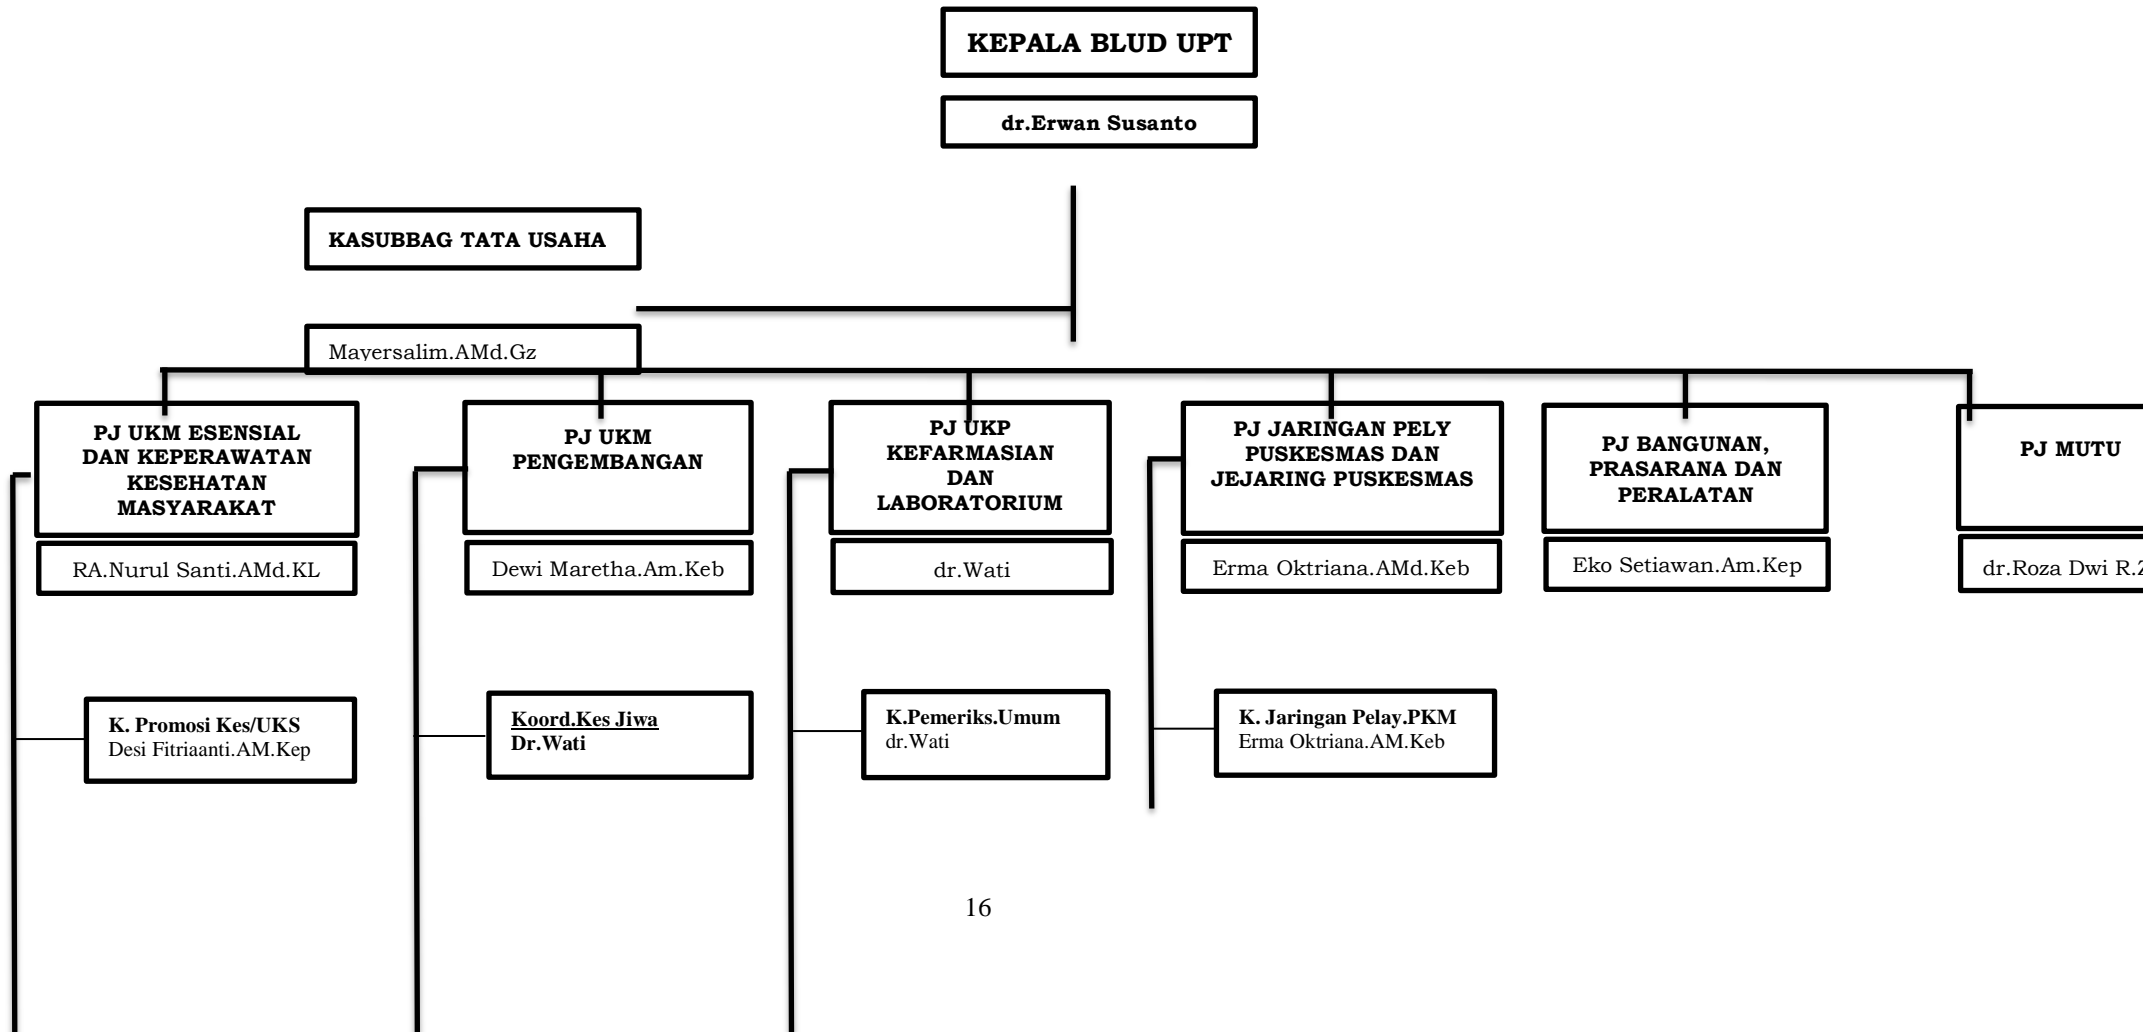 KEPALA BLUD UPT
dr.Erwan Susanto
KASUBBAG TATA USAHA
Mayersalim.AMd.Gz
PJ UKM ESENSIAL
DAN KEPERAWATAN
KESEHATAN
MASYARAKAT
RA.Nurul Santi.AMd.KL
PJ UKM
PENGEMBANGAN
Dewi Maretha.Am.Keb
PJ UKP
KEFARMASIAN
DAN
LABORATORIUM
dr.Wati
PJ JARINGAN PELY
PUSKESMAS DAN
JEJARING PUSKESMAS
Erma Oktriana.AMd.Keb
PJ BANGUNAN,
PRASARANA DAN
PERALATAN
Eko Setiawan.Am.Kep
PJ MUTU
dr.Roza Dwi
K. Promosi Kes/UKS
Desi Fitriaanti.AM.Kep
Koord.Kes Jiwa
Dr.Wati
K.Pemeriks.Umum
dr.Wati
K. Jaringan Pelay.PKM
Erma Oktriana.AM.Keb
16